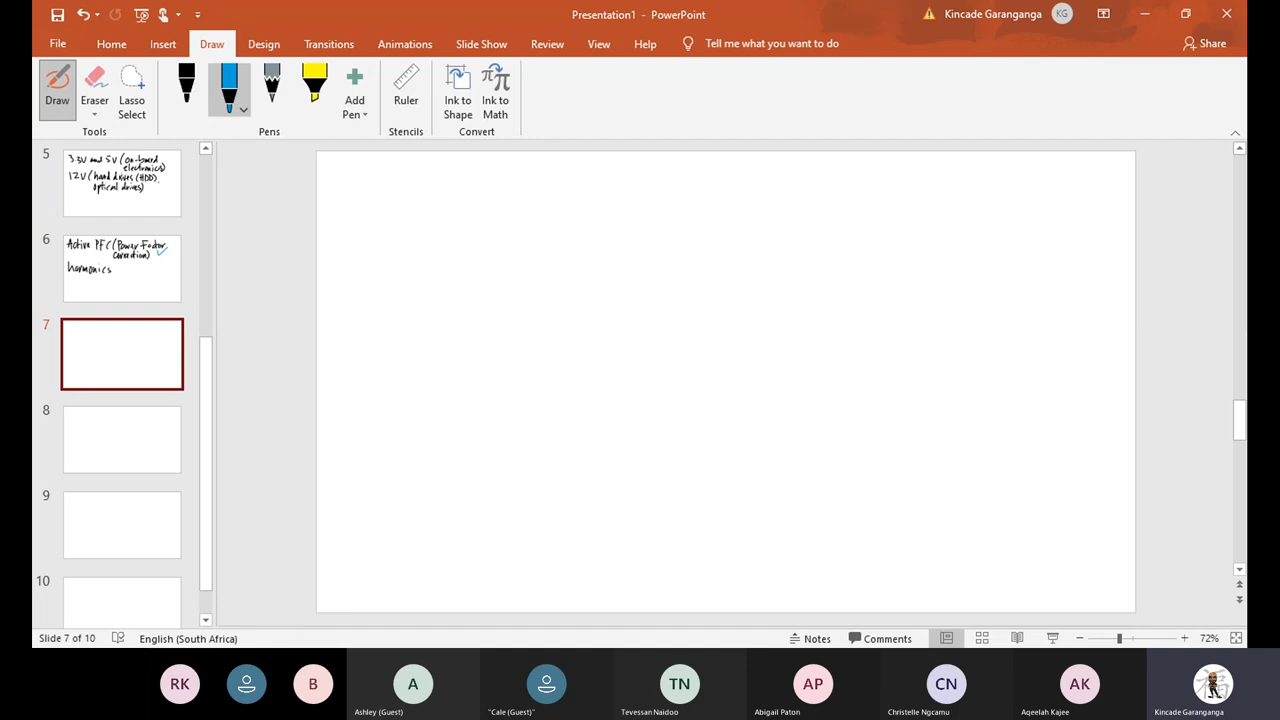 Presentation1 - PowerPoint
Kincade Garanganga
KG
File
Home
Insert
Draw
Design
Transitions
Animations
Slide Show
Review
View
Help
Tell me what you want to do
Share
Draw
Eraser
Lasso
Select
Add
Pen
Ruler
Ink to
Shape
Ink to
Math
Tools
Pens
Stencils
Convert
5
3.3V and 5V (on-board
electronics)
12V (hard drives (HDD),
optical drives)
6
Active PFC (Power Factor
Correction)
harmonics
7
8
9
10
Slide 7 of 10
English (South Africa)
Notes
Comments
72%
RK
B
A
TN
AP
CN
AK
Ashley (Guest)
"Cale (Guest)"
Tevessan Naidoo
Abigail Paton
Christelle Ngcamu
Aqeelah Kajee
Kincade Garanganga